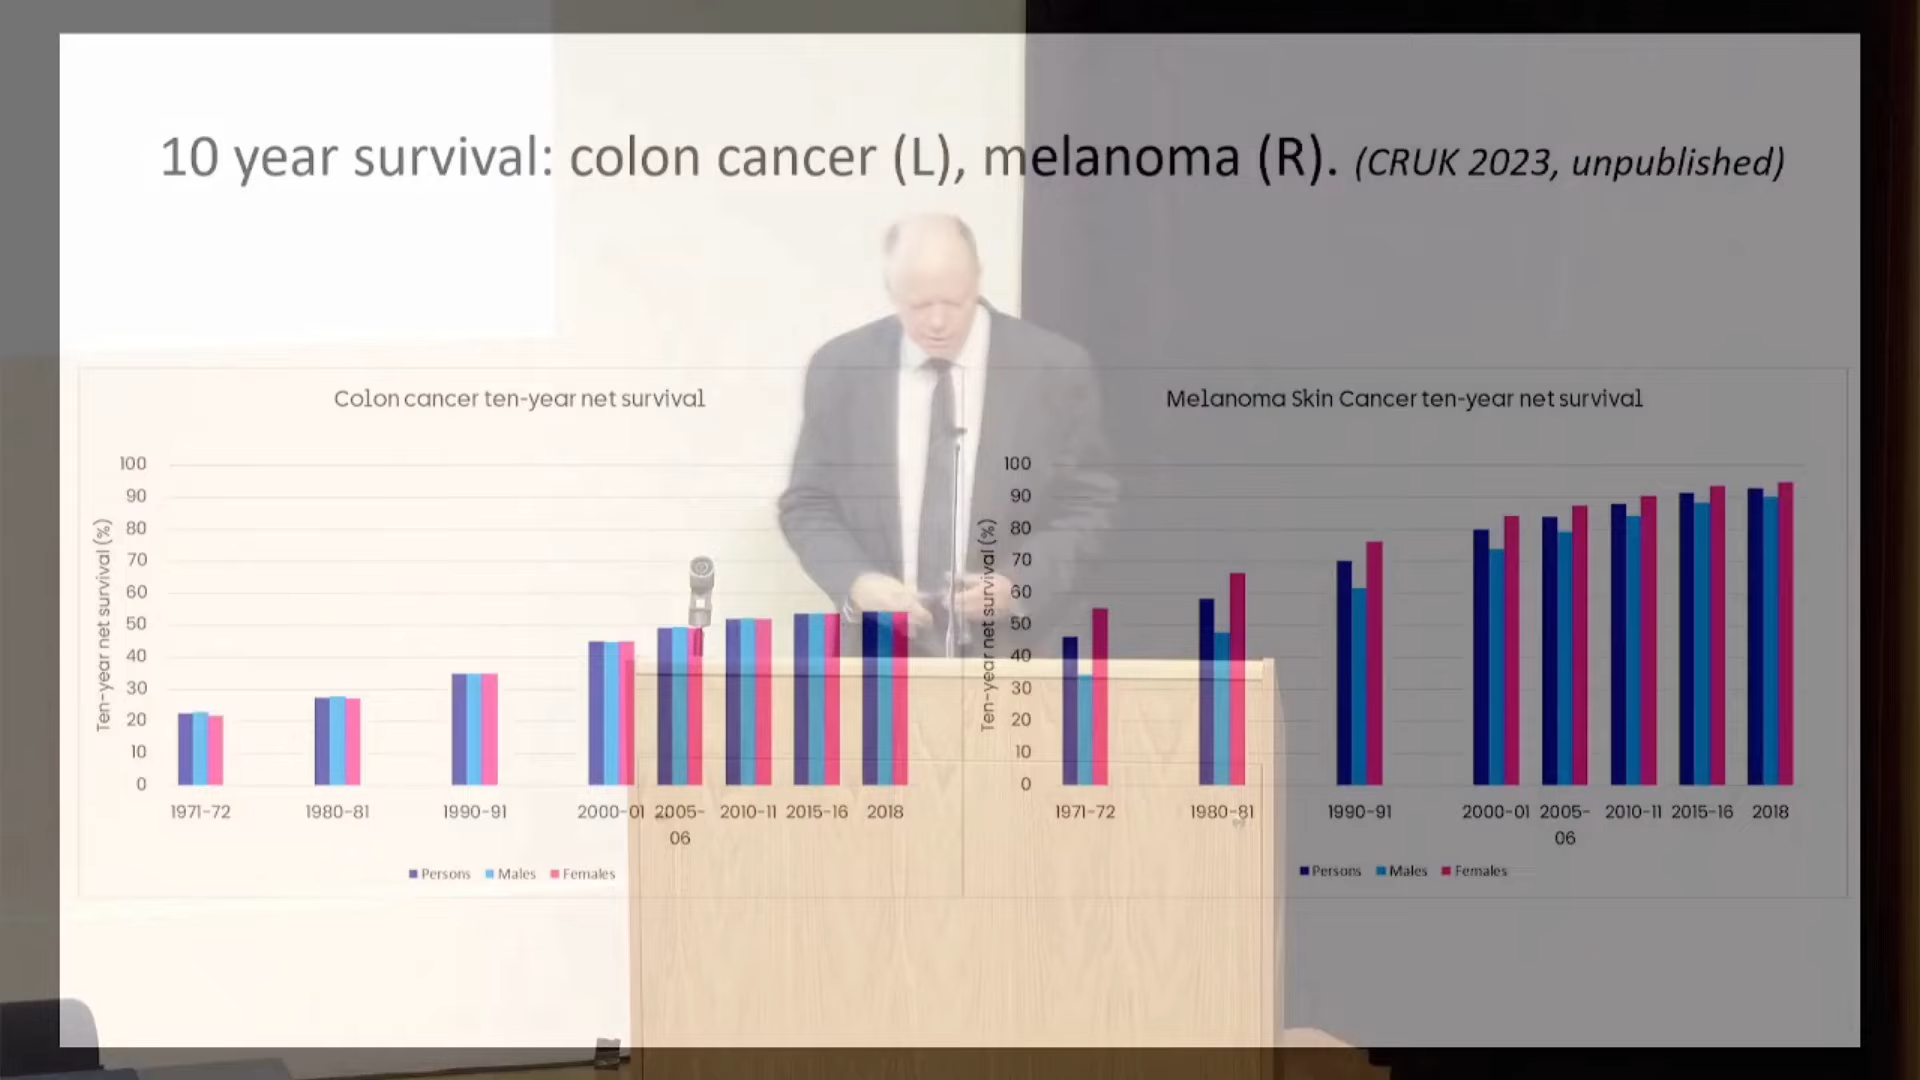 10 year survival: colon cancer (L), melanoma (R). (CRUK 2023, unpublished)
Colon cancer ten-year net survival
Ten-year net survival (%)
100
90
80
70
60
50
40
30
20
10
0
1971-72 1980-81 1990-91 2000-01 2005-06 2010-11 2015-16 2018
Persons Males Females
Melanoma Skin Cancer ten-year net survival
Ten-year net survival (%)
100
90
80
70
60
50
40
30
20
10
0
1971-72 1980-81 1990-91 2000-01 2005-06 2010-11 2015-16 2018
Persons Males Females